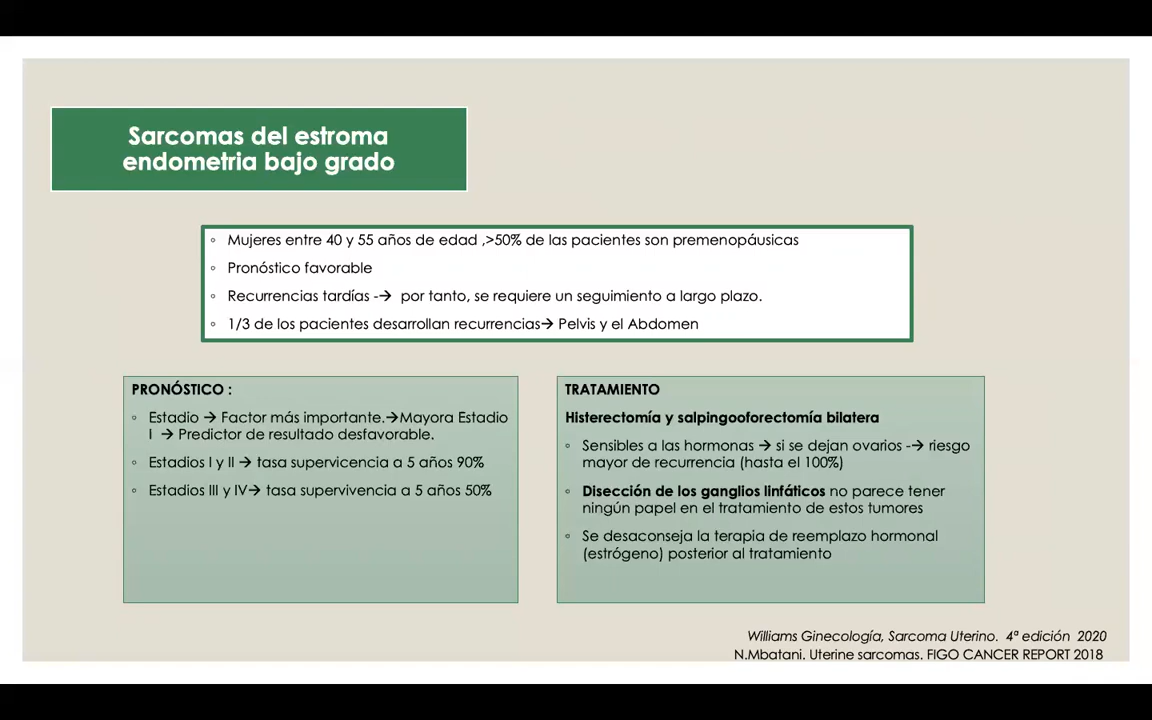 Sarcomas del estroma
endometria bajo grado
◦ Mujeres entre 40 y 55 años de edad ,>50% de las pacientes son premenopáusicas
◦ Pronóstico favorable
◦ Recurrencias tardías -→ por tanto, se requiere un seguimiento a largo plazo.
◦ 1/3 de los pacientes desarrollan recurrencias→ Pelvis y el Abdomen
PRONÓSTICO :
◦ Estadio → Factor más importante.→Mayora Estadio
I → Predictor de resultado desfavorable.
◦ Estadios I y II → tasa supervicencia a 5 años 90%
◦ Estadios III y IV→ tasa supervivencia a 5 años 50%
TRATAMIENTO
Histerectomía y salpingooforectomía bilatera
◦ Sensibles a las hormonas → si se dejan ovarios -→ riesgo
mayor de recurrencia (hasta el 100%)
◦ Disección de los ganglios linfáticos no parece tener
ningún papel en el tratamiento de estos tumores
◦ Se desaconseja la terapia de reemplazo hormonal
(estrógeno) posterior al tratamiento
Williams Ginecología, Sarcoma Uterino. 4ª edición 2020
N.Mbatani. Uterine sarcomas. FIGO CANCER REPORT 2018